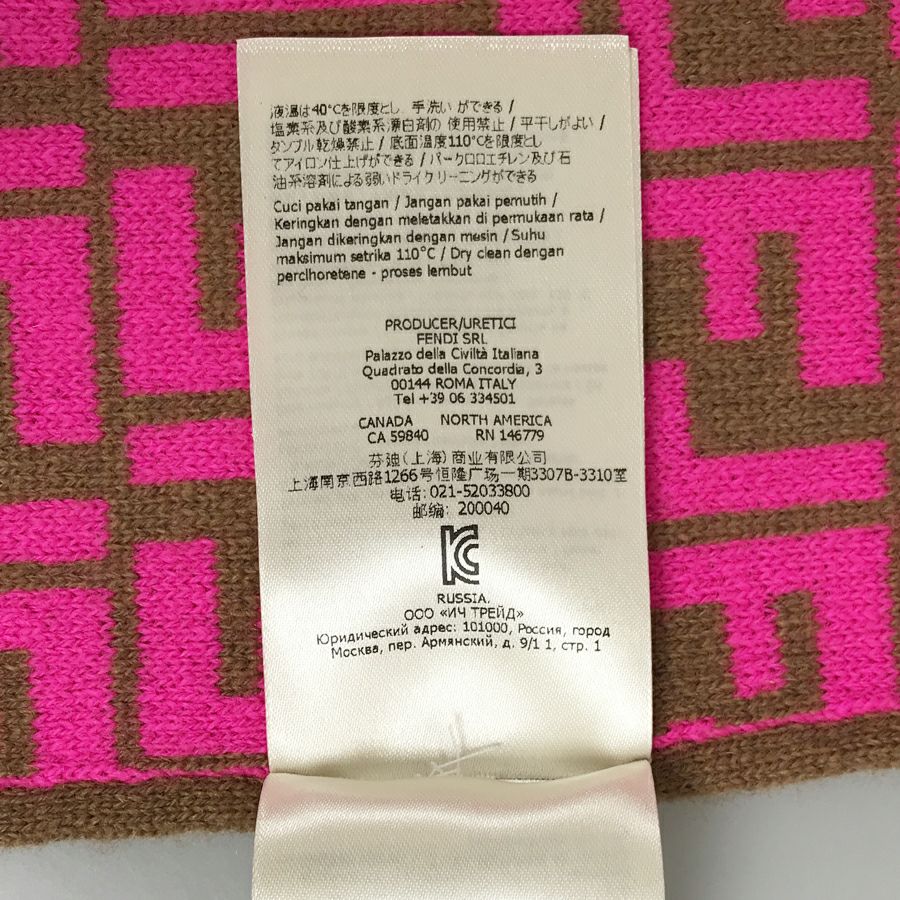 液温は40°Cを限度とし 手洗い ができる /
塩素系及び酸素系漂白剤の 使用禁止 / 平干しがよい /
タンブル乾燥禁止 / 底面温度110°Cを限度とし
てアイロン仕上げができる / パークロロエチレン及び石
油系溶剤による弱いドライクリーニングができる
Cuci pakai tangan / Jangan pakai pemutih /
Keringkan dengan meletakkan di permukaan rata /
Jangan dikeringkan dengan mesin / Suhu
maksimum setrika 110°C / Dry clean dengan
perclhoretene - proses lembut
PRODUCER/URETICI
FENDI SRL
Palazzo della Civiltà Italiana
Quadrato della Concordia, 3
00144 ROMA ITALY
Tel +39 06 334501
CANADA NORTH AMERICA
CA 59840 RN 146779
芬迪(上海)商业有限公司
上海南京西路1266号恒隆广场一期3307B-3310室
电话: 021-52033800
邮编: 200040
KC
RUSSIA.
ООО «ИЧ ТРЕЙД»
Юридический адрес: 101000, Россия, город
Москва, пер. Армянский, д. 9/1 1, стр. 1